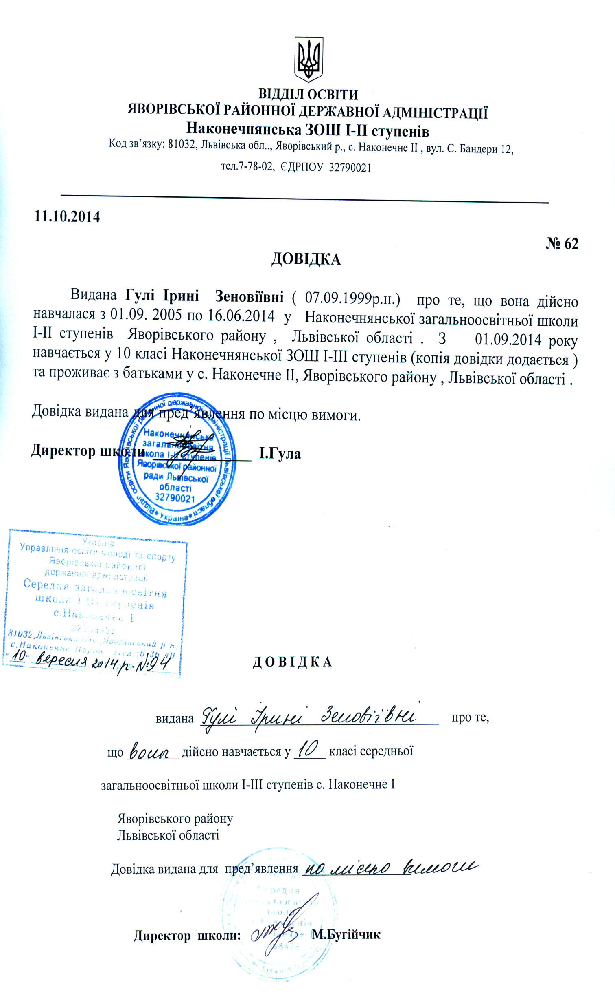 ВІДДІЛ ОСВІТИ
ЯВОРІВСЬКОЇ РАЙОННОЇ ДЕРЖАВНОЇ АДМІНІСТРАЦІЇ
Наконечнянська ЗОШ І-ІІ ступенів
Код зв’язку: 81032, Львівська обл.., Яворівський р., с. Наконечне ІІ , вул. С. Бандери 12,
тел.7-78-02, ЄДРПОУ 32790021
11.10.2014
№ 62
ДОВІДКА
Видана Гулі Ірині Зеновіївні ( 07.09.1999р.н.) про те, що вона дійсно
навчалася з 01.09. 2005 по 16.06.2014 у Наконечнянської загальноосвітньої школи
І-ІІ ступенів Яворівського району , Львівської області . З 01.09.2014 року
навчається у 10 класі Наконечнянської ЗОШ І-ІІІ ступенів (копія довідки додається )
та проживає з батьками у с. Наконечне ІІ, Яворівського району , Львівської області .
Довідка видана для пред’явлення по місцю вимоги.
Директор школи І.Гула
Відділ освіти Яворівської районної державної адміністрації Львівської області * Україна *
Наконечнянська
загальноосвітня
школа І-ІІ ступенів
Яворівської районної
ради Львівської
області
32790021
Україна
Управління освіти, молоді та спорту
Яворівської районної
державної адміністрації
Середня загальноосвітня
школа І-ІІІ ступенів
с.Наконечне 1
81032, Львівська обл., Яворівський р-н,
с.Наконечне Перше тел.:6-36-40
"10" вересня 2014 р. №94
Д О В І Д К А
видана Гулі Ірині Зеновіївні про те,
що вона дійсно навчається у 10 класі середньої
загальноосвітньої школи І-ІІІ ступенів с. Наконечне І
Яворівського району
Львівської області
Довідка видана для пред’явлення по місцю вимоги
Середня
Директор школи: М.Бугійчик